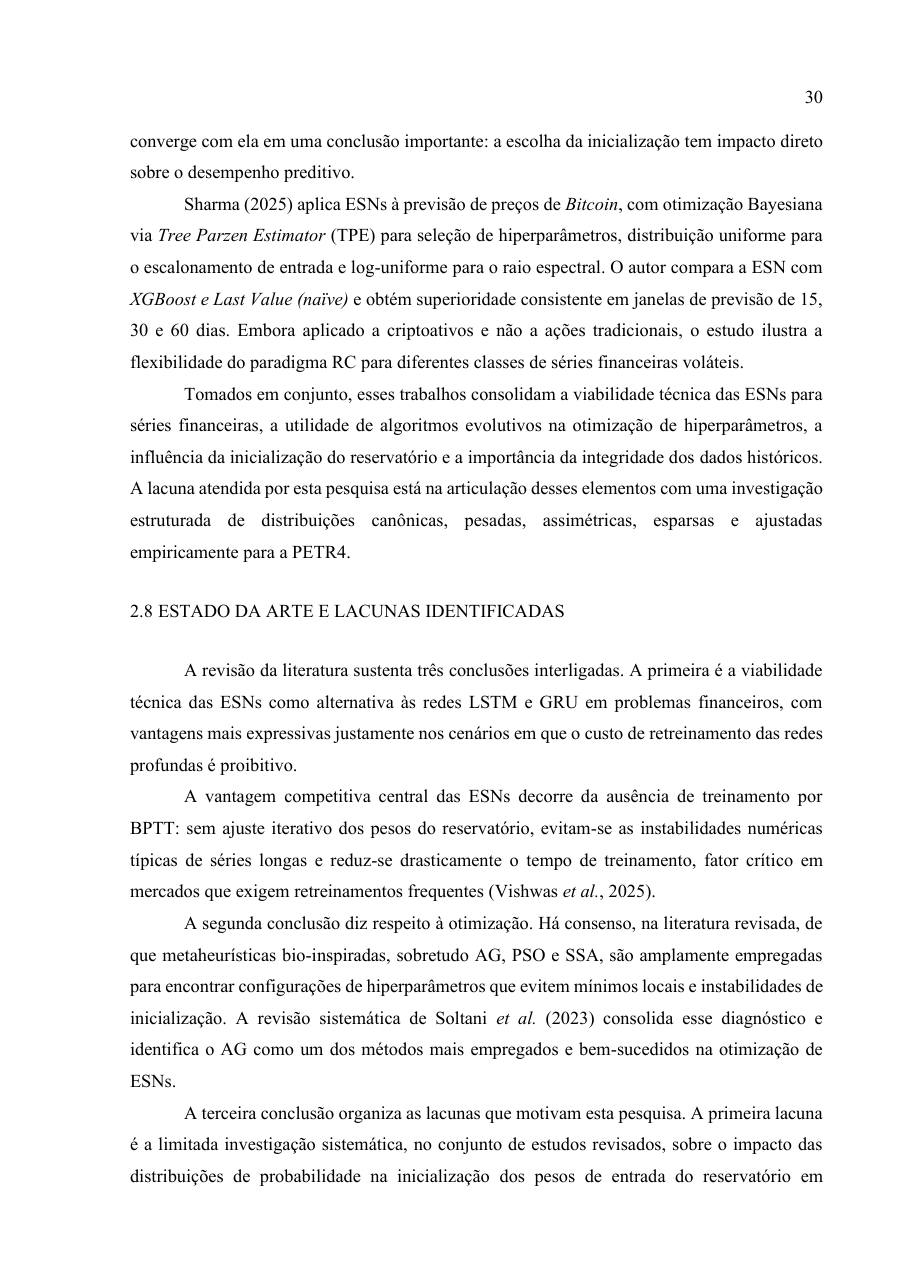 30
converge com ela em uma conclusão importante: a escolha da inicialização tem impacto direto
sobre o desempenho preditivo.
Sharma (2025) aplica ESNs à previsão de preços de Bitcoin, com otimização Bayesiana
via Tree Parzen Estimator (TPE) para seleção de hiperparâmetros, distribuição uniforme para
o escalonamento de entrada e log-uniforme para o raio espectral. O autor compara a ESN com
XGBoost e Last Value (naïve) e obtém superioridade consistente em janelas de previsão de 15,
30 e 60 dias. Embora aplicado a criptoativos e não a ações tradicionais, o estudo ilustra a
flexibilidade do paradigma RC para diferentes classes de séries financeiras voláteis.
Tomados em conjunto, esses trabalhos consolidam a viabilidade técnica das ESNs para
séries financeiras, a utilidade de algoritmos evolutivos na otimização de hiperparâmetros, a
influência da inicialização do reservatório e a importância da integridade dos dados históricos.
A lacuna atendida por esta pesquisa está na articulação desses elementos com uma investigação
estruturada de distribuições canônicas, pesadas, assimétricas, esparsas e ajustadas
empiricamente para a PETR4.
2.8 ESTADO DA ARTE E LACUNAS IDENTIFICADAS
A revisão da literatura sustenta três conclusões interligadas. A primeira é a viabilidade
técnica das ESNs como alternativa às redes LSTM e GRU em problemas financeiros, com
vantagens mais expressivas justamente nos cenários em que o custo de retreinamento das redes
profundas é proibitivo.
A vantagem competitiva central das ESNs decorre da ausência de treinamento por
BPTT: sem ajuste iterativo dos pesos do reservatório, evitam-se as instabilidades numéricas
típicas de séries longas e reduz-se drasticamente o tempo de treinamento, fator crítico em
mercados que exigem retreinamentos frequentes (Vishwas et al., 2025).
A segunda conclusão diz respeito à otimização. Há consenso, na literatura revisada, de
que metaheurísticas bio-inspiradas, sobretudo AG, PSO e SSA, são amplamente empregadas
para encontrar configurações de hiperparâmetros que evitem mínimos locais e instabilidades de
inicialização. A revisão sistemática de Soltani et al. (2023) consolida esse diagnóstico e
identifica o AG como um dos métodos mais empregados e bem-sucedidos na otimização de
ESNs.
A terceira conclusão organiza as lacunas que motivam esta pesquisa. A primeira lacuna
é a limitada investigação sistemática, no conjunto de estudos revisados, sobre o impacto das
distribuições de probabilidade na inicialização dos pesos de entrada do reservatório em